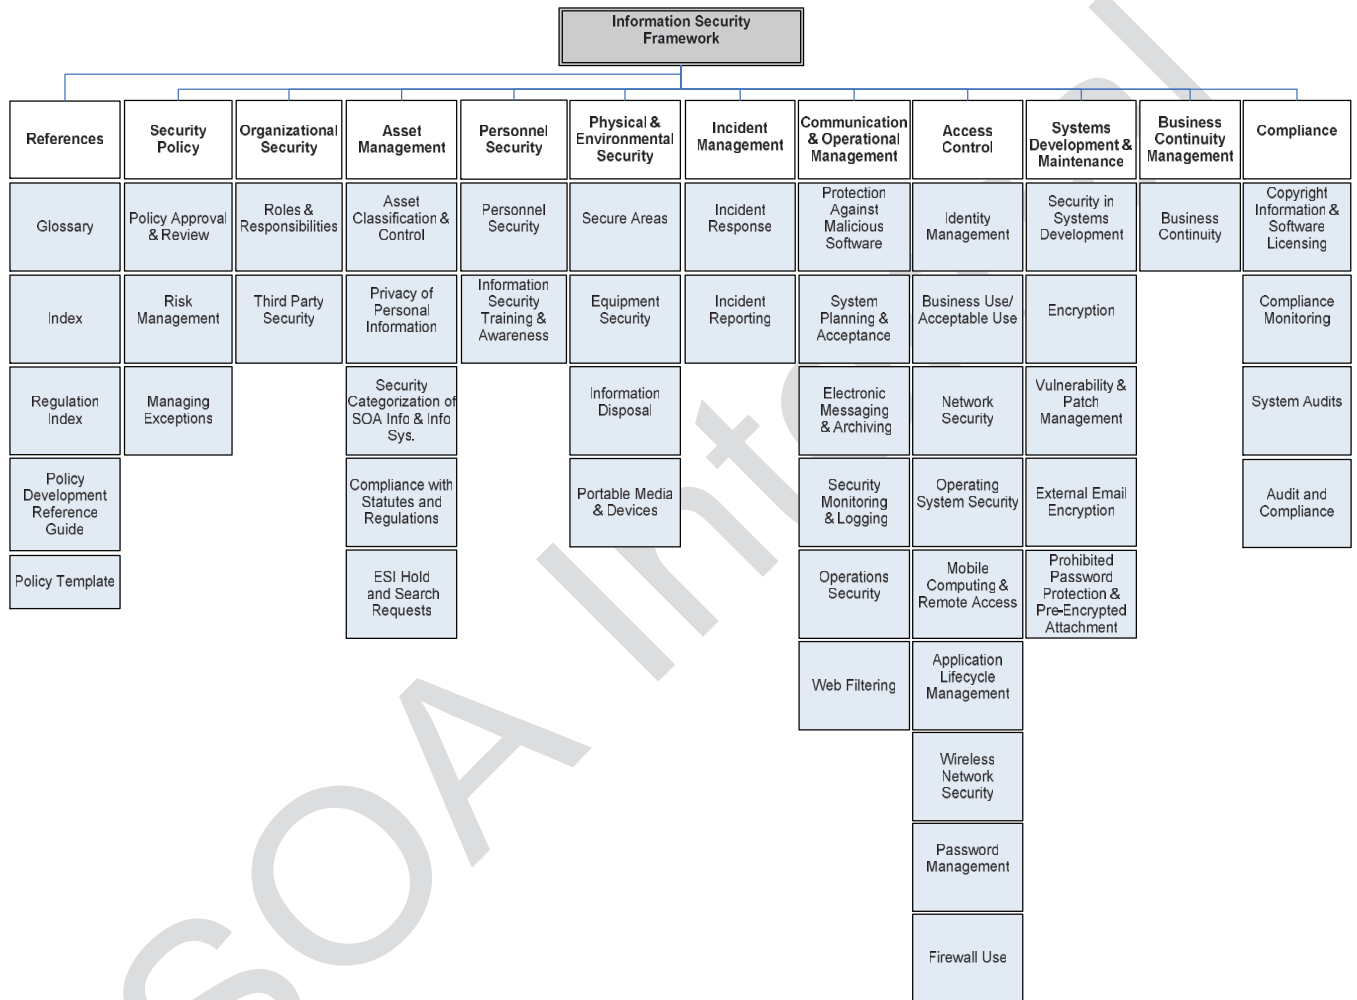 Information Security
Framework
References
Security
Policy
Organizational
Security
Asset
Management
Personnel
Security
Physical &
Environmental
Security
Incident
Management
Communication
& Operational
Management
Access
Control
Systems
Development &
Maintenance
Business
Continuity
Management
Compliance
Glossary
Policy Approval
& Review
Roles &
Responsibilities
Asset
Classification &
Control
Personnel
Security
Secure Areas
Incident
Response
Protection
Against
Malicious
Software
Identity
Management
Security in
Systems
Development
Business
Continuity
Copyright
Information &
Software
Licensing
Index
Risk
Management
Third Party
Security
Privacy of
Personal
Information
Information
Security
Training &
Awareness
Equipment
Security
Incident
Reporting
System
Planning &
Acceptance
Business Use/
Acceptable Use
Encryption
Compliance
Monitoring
Regulation
Index
Managing
Exceptions
Security
Categorization of
SOA Info & Info
Sys.
Information
Disposal
Electronic
Messaging
& Archiving
Network
Security
Vulnerability &
Patch
Management
System Audits
Policy
Development
Reference
Guide
Compliance with
Statutes and
Regulations
Portable Media
& Devices
Security
Monitoring
& Logging
Operating
System Security
External Email
Encryption
Audit and
Compliance
Policy Template
ESI Hold
and Search
Requests
Operations
Security
Mobile
Computing &
Remote Access
Prohibited
Password
Protection &
Pre-Encrypted
Attachment
Web Filtering
Application
Lifecycle
Management
Wireless
Network
Security
Password
Management
Firewall Use
SOA Internal